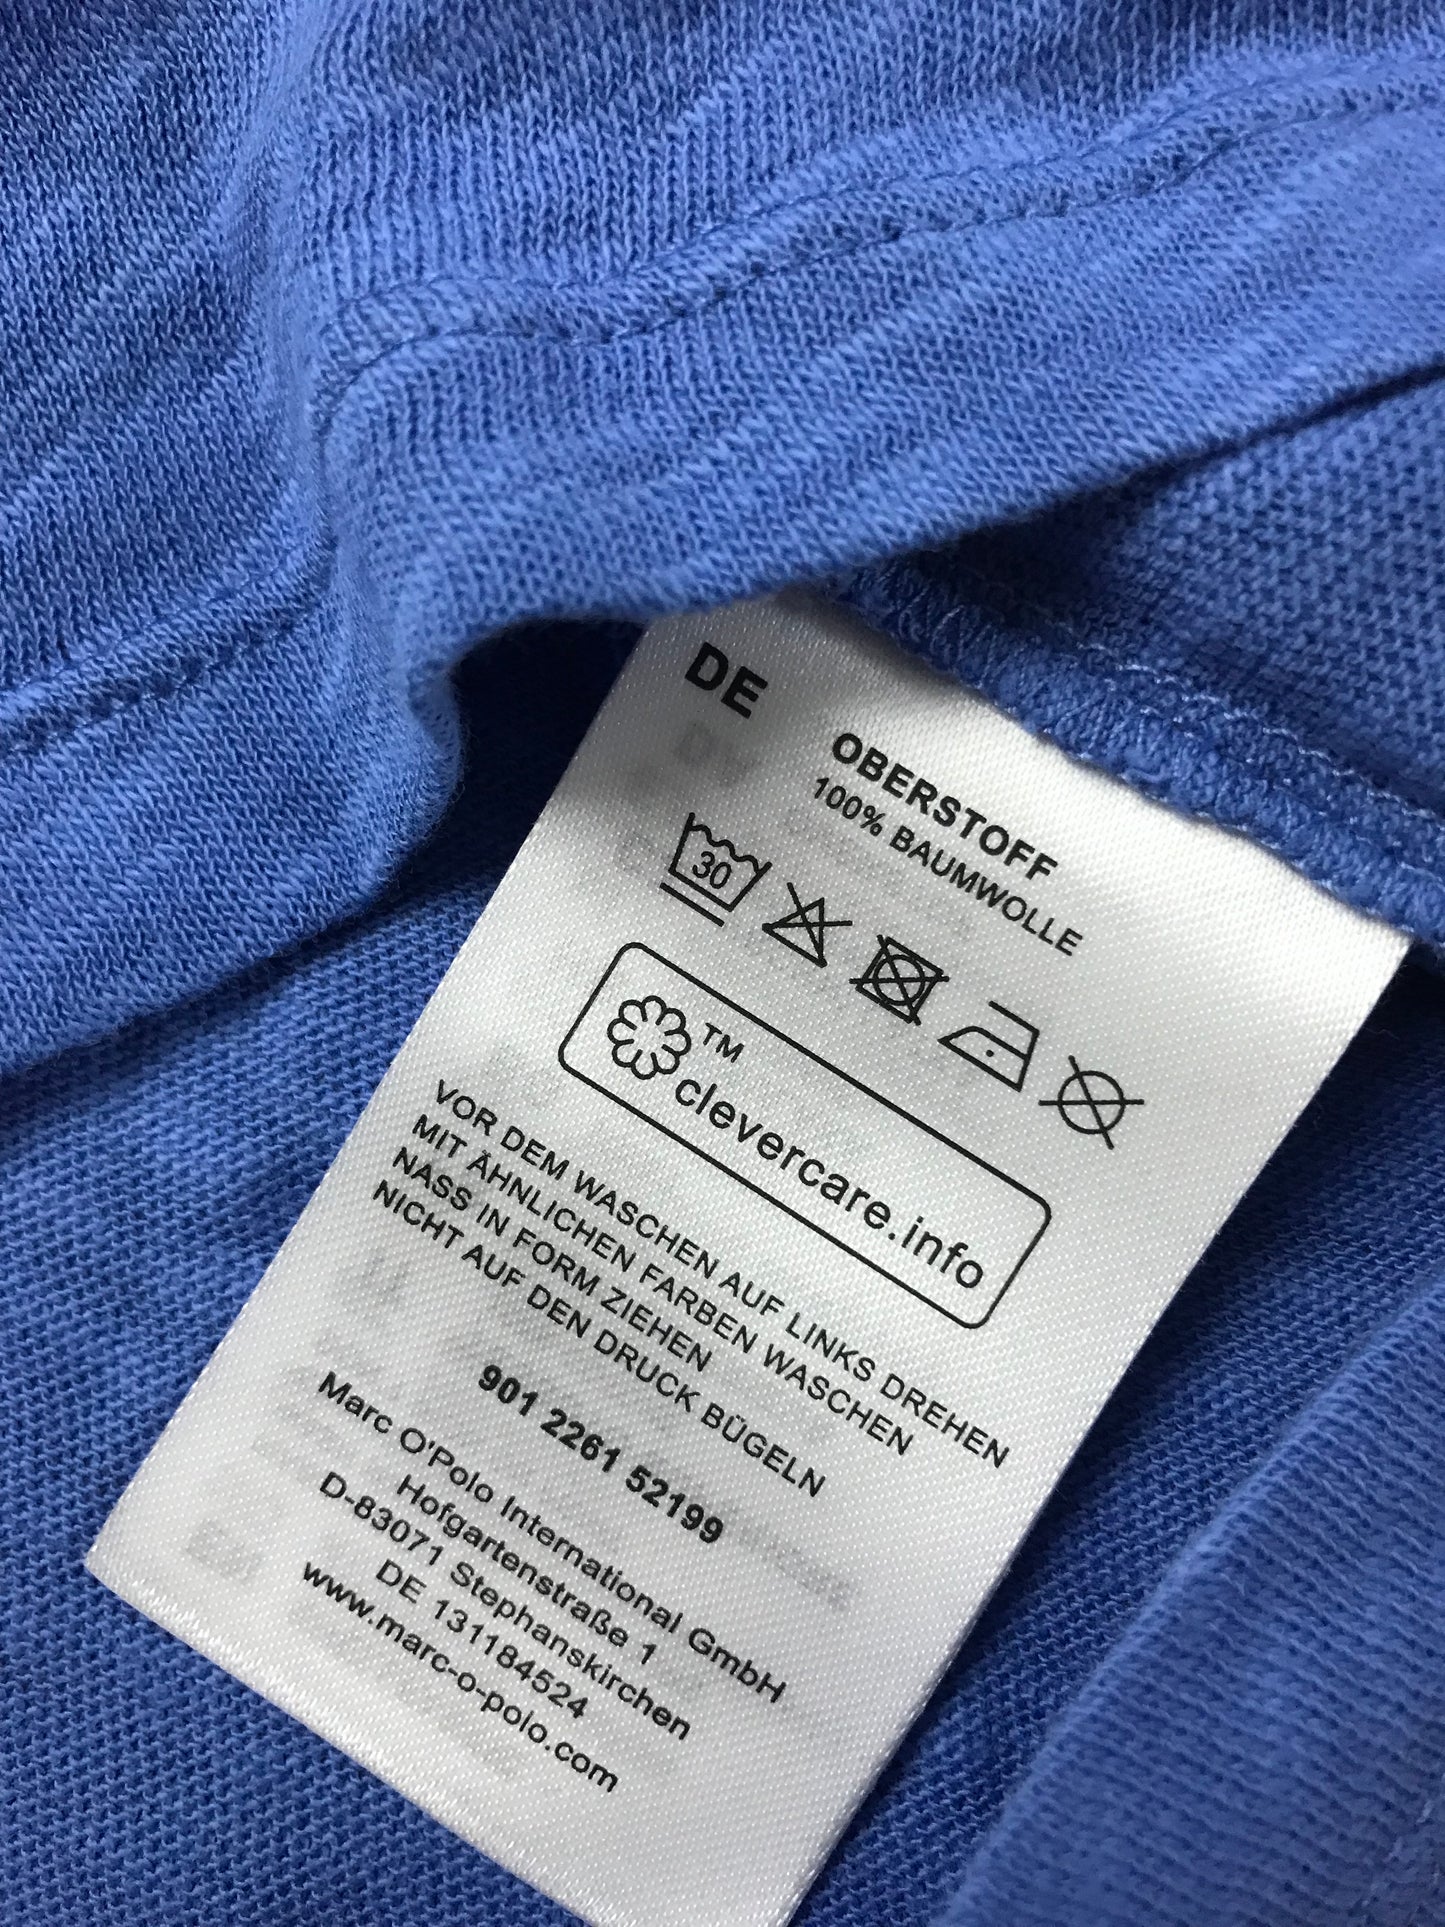 DE
OBERSTOFF
100% BAUMWOLLE
30
™
clevercare.info
VOR DEM WASCHEN AUF LINKS DREHEN
MIT ÄHNLICHEN FARBEN WASCHEN
NASS IN FORM ZIEHEN
NICHT AUF DEN DRUCK BÜGELN
901 2261 52199
Marc O'Polo International GmbH
Hofgartenstraße 1
D-83071 Stephanskirchen
DE 131184524
www.marc-o-polo.com